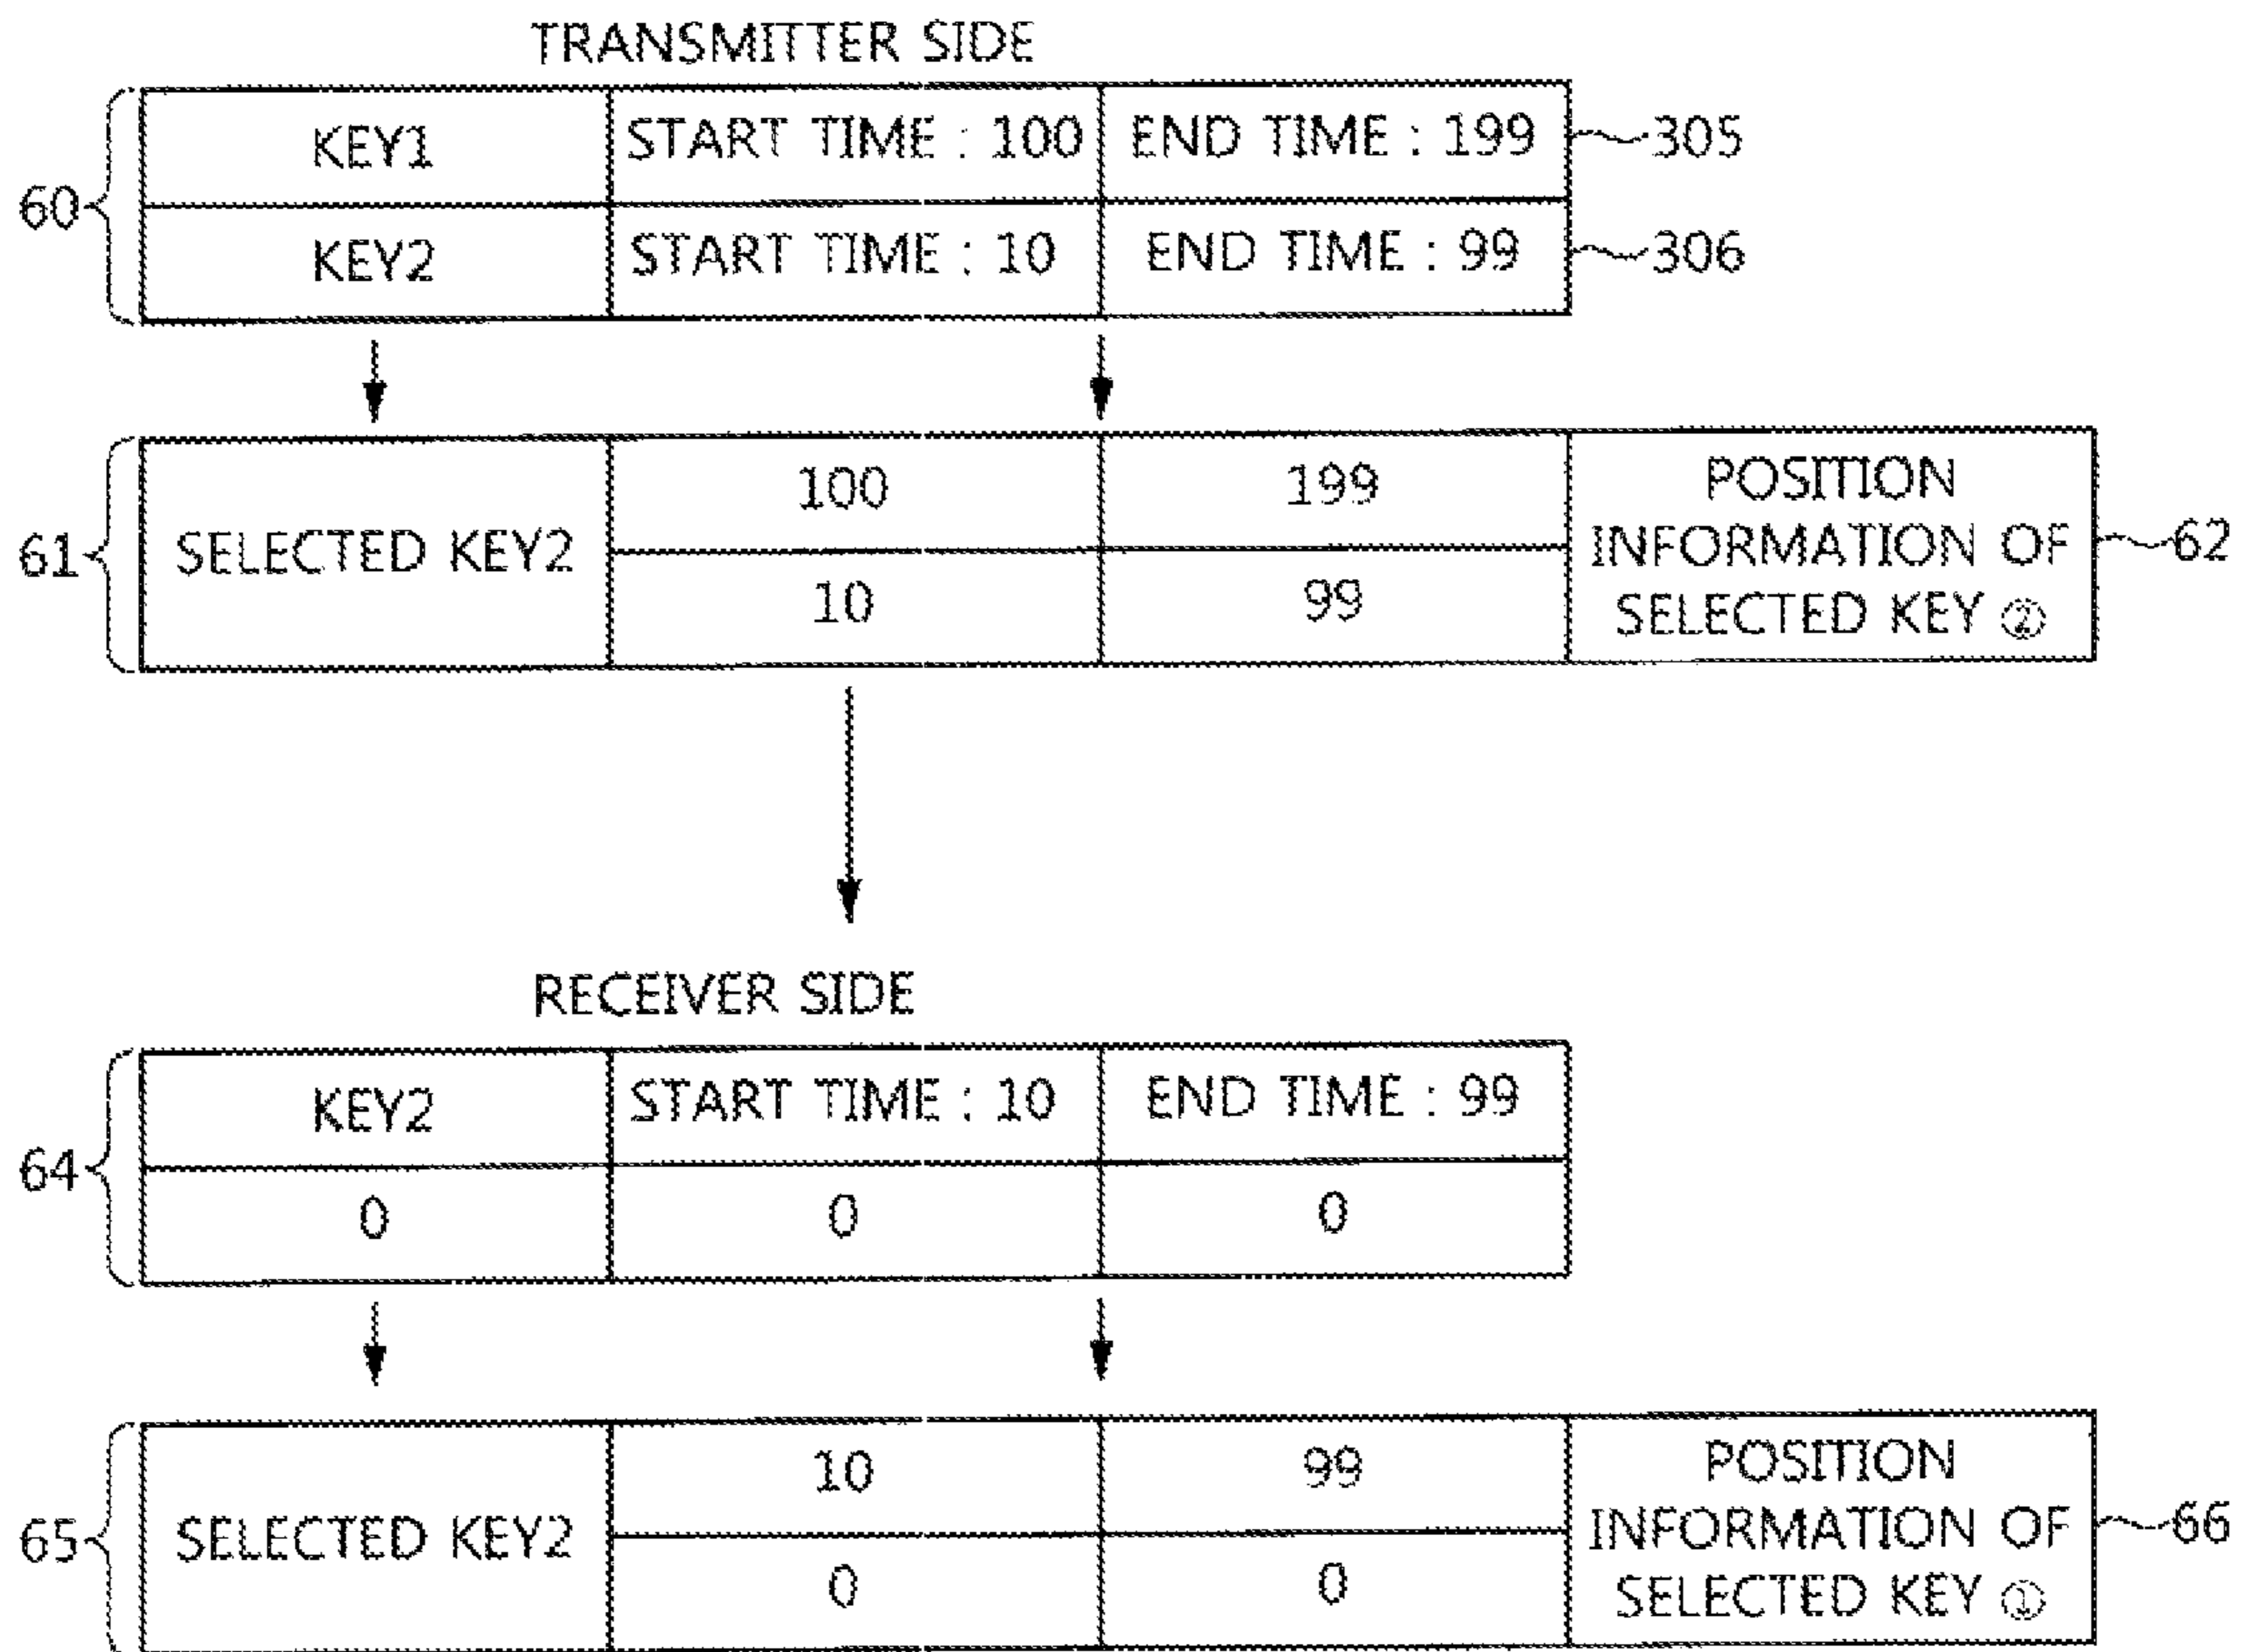 TRANSMITTER SIDE
KEY1 START TIME : 100 END TIME : 199 305
60
KEY2 START TIME : 10 END TIME : 99 306
100 199 POSITION
61 SELECTED KEY2 INFORMATION OF 62
10 99 SELECTED KEY ②
RECEIVER SIDE
KEY2 START TIME : 10 END TIME : 99
64
0 0 0
10 99 POSITION
65 SELECTED KEY2 INFORMATION OF 66
0 0 SELECTED KEY ①